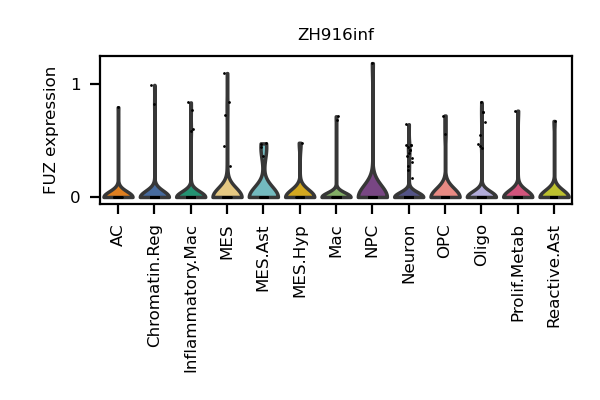 ZH916inf
FUZ expression
1
0
AC
Chromatin.Reg
Inflammatory.Mac
MES
MES.Ast
MES.Hyp
Mac
NPC
Neuron
OPC
Oligo
Prolif.Metab
Reactive.Ast